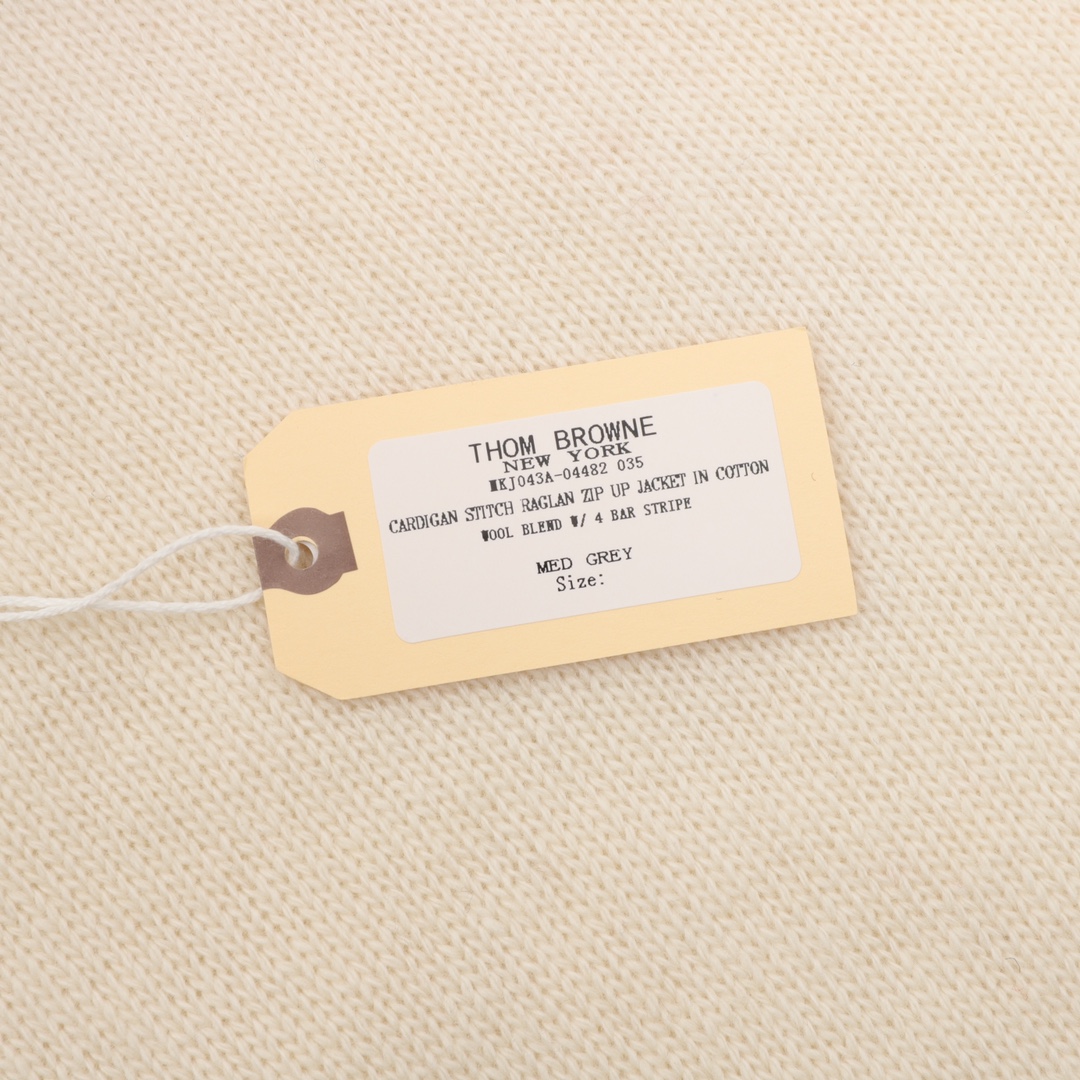 THOM BROWNE
NEW YORK
MKJ043A-04482 035
CARDIGAN STITCH RAGLAN ZIP UP JACKET IN COTTON
WOOL BLEND W/ 4 BAR STRIPE
MED GREY
Size: